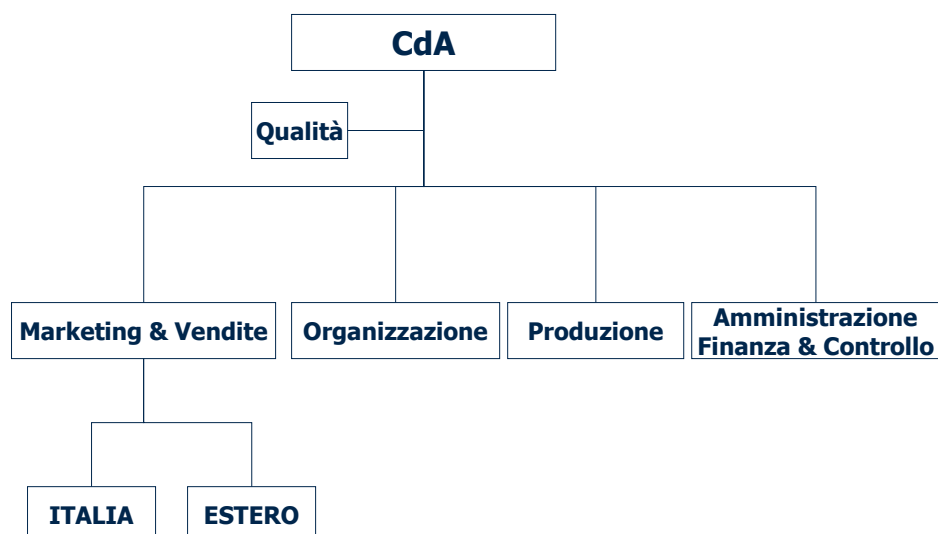 CdA
Qualità
Marketing & Vendite
Organizzazione
Produzione
Amministrazione
Finanza & Controllo
ITALIA
ESTERO